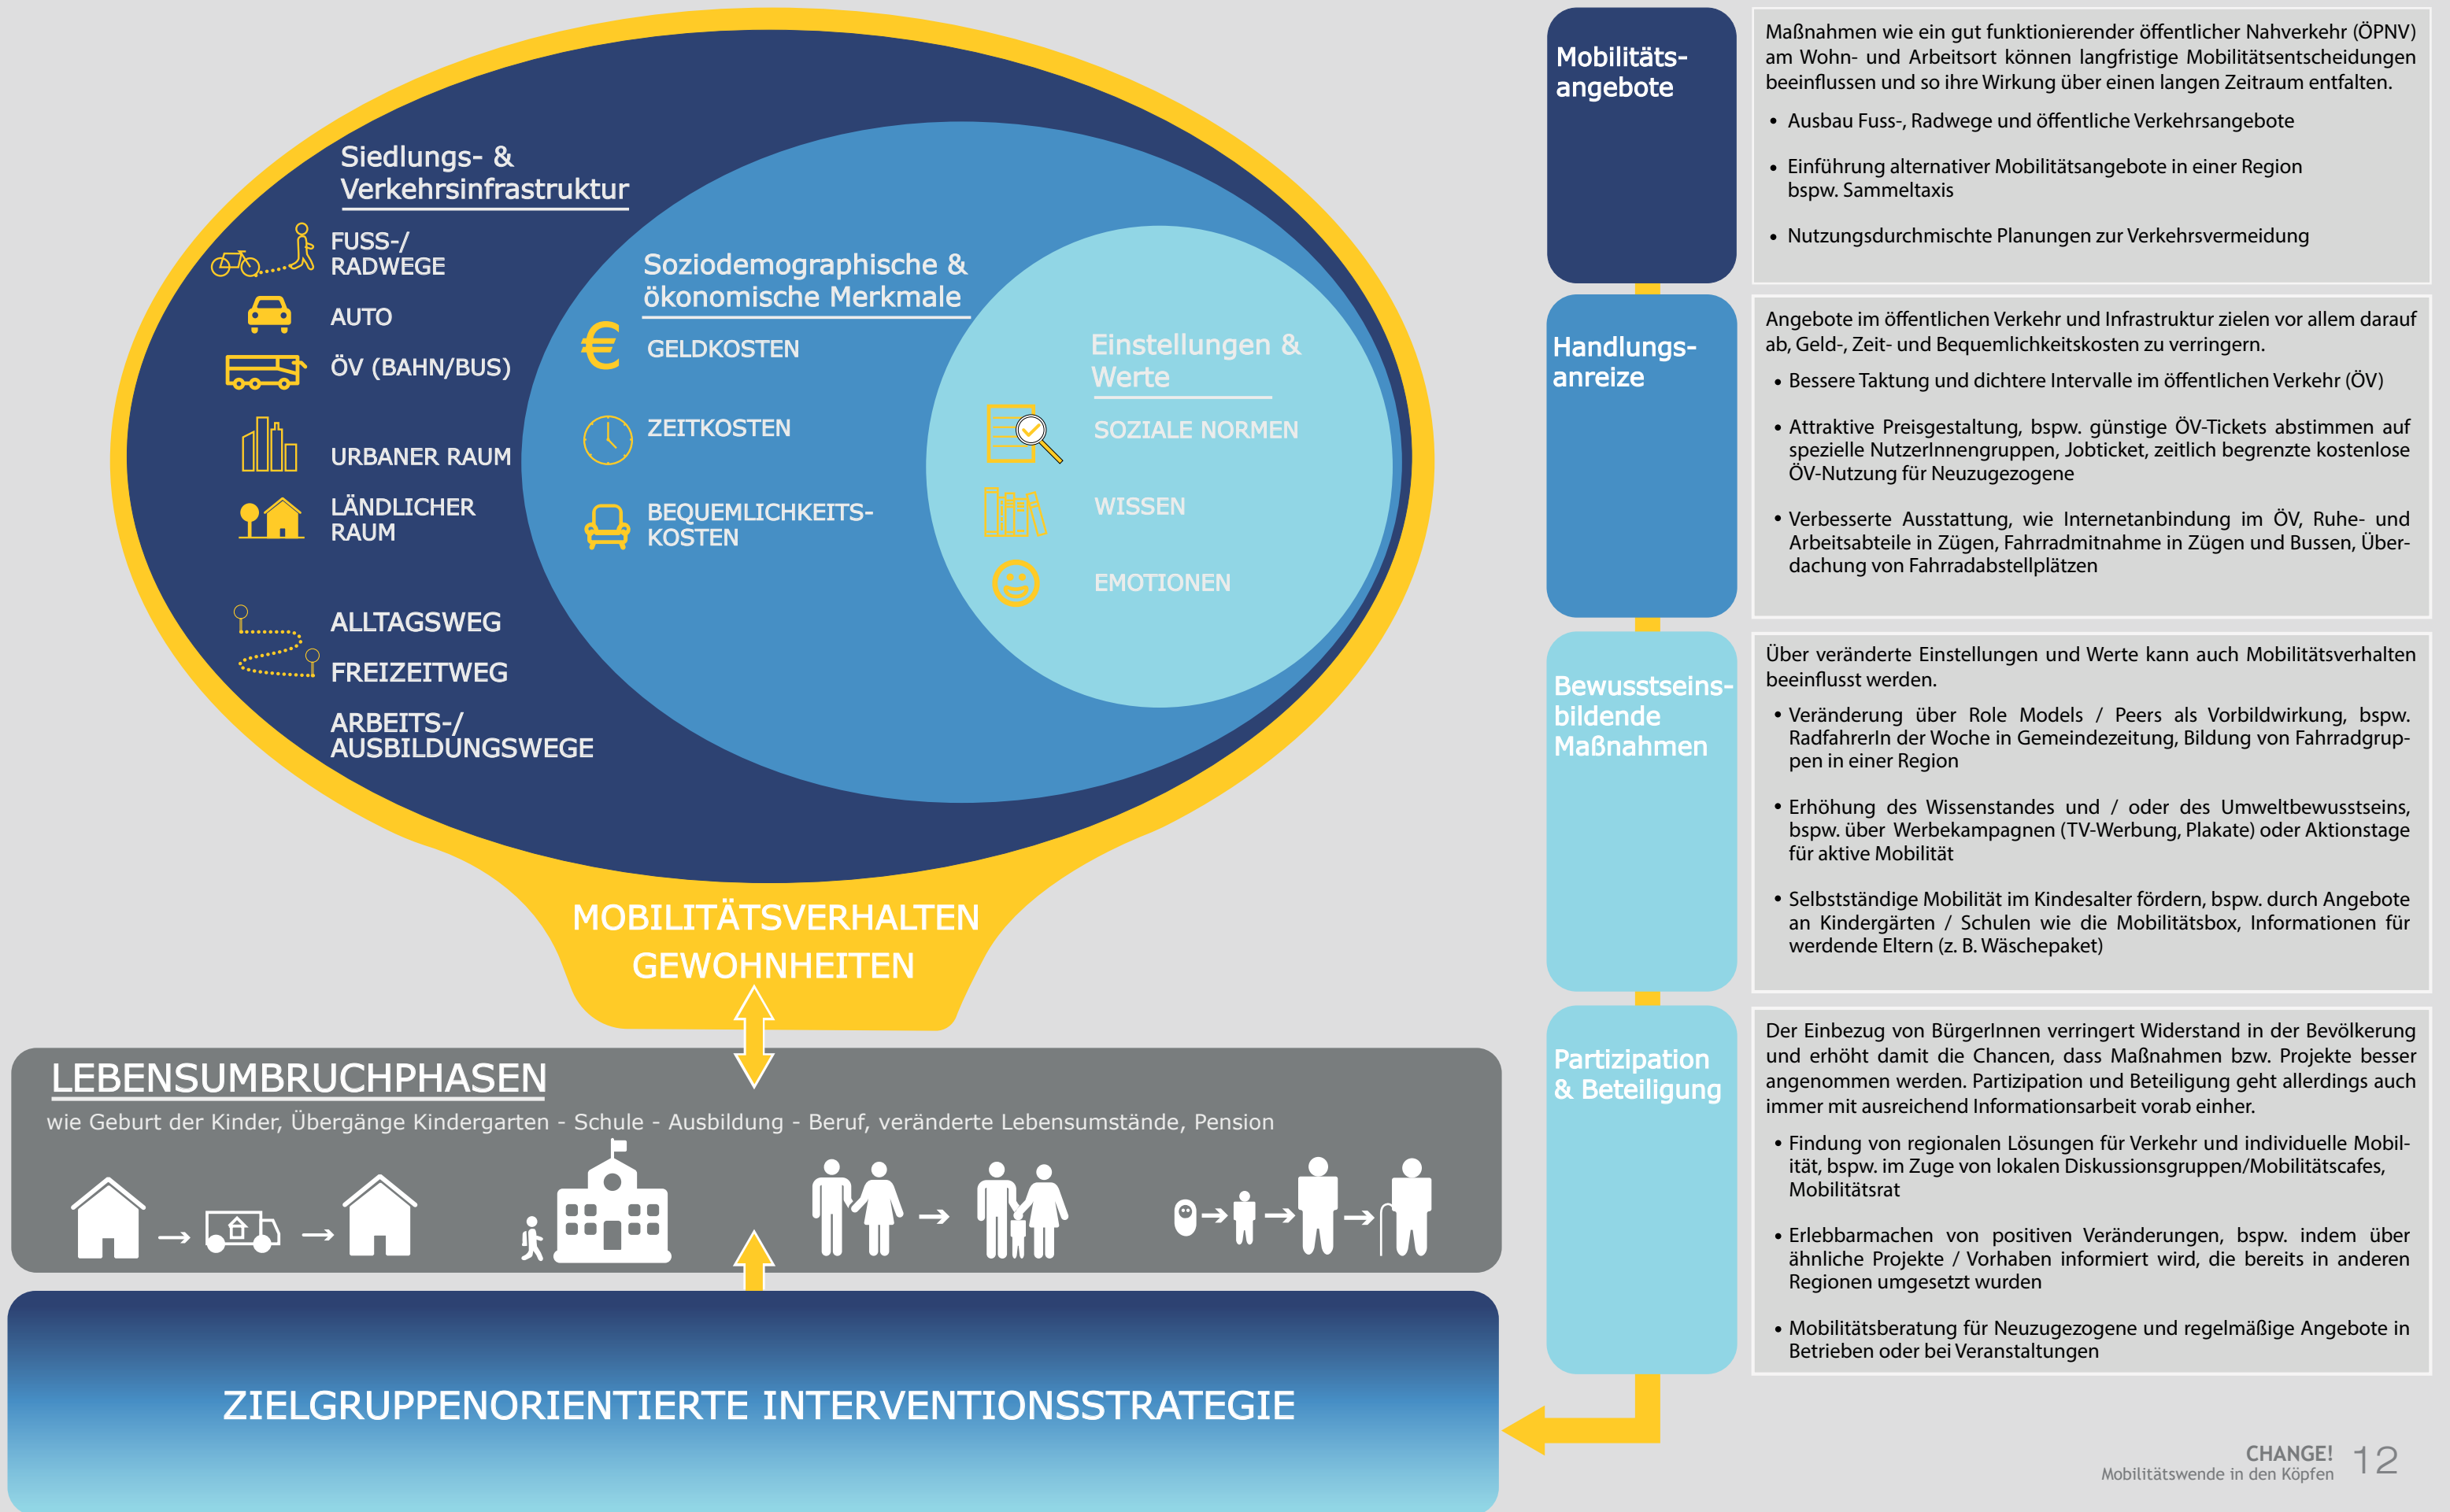 Siedlungs- &
Verkehrsinfrastruktur
FUSS-/
RADWEGE
AUTO
ÖV (BAHN/BUS)
URBANER RAUM
LÄNDLICHER
RAUM
ALLTAGSWEG
FREIZEITWEG
ARBEITS-/
AUSBILDUNGSWEGE
Soziodemographische &
ökonomische Merkmale
€
GELDKOSTEN
ZEITKOSTEN
BEQUEMLICHKEITS-
KOSTEN
Einstellungen &
Werte
SOZIALE NORMEN
WISSEN
EMOTIONEN
MOBILITÄTSVERHALTEN
GEWOHNHEITEN
LEBENSUMBRUCHPHASEN
wie Geburt der Kinder, Übergänge Kindergarten - Schule - Ausbildung - Beruf, veränderte Lebensumstände, Pension
ZIELGRUPPENORIENTIERTE INTERVENTIONSSTRATEGIE
Mobilitäts-
angebote
Maßnahmen wie ein gut funktionierender öffentlicher Nahverkehr (ÖPNV)
am Wohn- und Arbeitsort können langfristige Mobilitätsentscheidungen
beeinflussen und so ihre Wirkung über einen langen Zeitraum entfalten.
• Ausbau Fuss-, Radwege und öffentliche Verkehrsangebote
• Einführung alternativer Mobilitätsangebote in einer Region
bspw. Sammeltaxis
• Nutzungsdurchmischte Planungen zur Verkehrsvermeidung
Handlungs-
anreize
Angebote im öffentlichen Verkehr und Infrastruktur zielen vor allem darauf
ab, Geld-, Zeit- und Bequemlichkeitskosten zu verringern.
• Bessere Taktung und dichtere Intervalle im öffentlichen Verkehr (ÖV)
• Attraktive Preisgestaltung, bspw. günstige ÖV-Tickets abstimmen auf
spezielle NutzerInnengruppen, Jobticket, zeitlich begrenzte kostenlose
ÖV-Nutzung für Neuzugezogene
• Verbesserte Ausstattung, wie Internetanbindung im ÖV, Ruhe- und
Arbeitsabteile in Zügen, Fahrradmitnahme in Zügen und Bussen, Über-
dachung von Fahrradabstellplätzen
Bewusstseins-
bildende
Maßnahmen
Über veränderte Einstellungen und Werte kann auch Mobilitätsverhalten
beeinflusst werden.
• Veränderung über Role Models / Peers als Vorbildwirkung, bspw.
RadfahrerIn der Woche in Gemeindezeitung, Bildung von Fahrradgrup-
pen in einer Region
• Erhöhung des Wissenstandes und / oder des Umweltbewusstseins,
bspw. über Werbekampagnen (TV-Werbung, Plakate) oder Aktionstage
für aktive Mobilität
• Selbstständige Mobilität im Kindesalter fördern, bspw. durch Angebote
an Kindergärten / Schulen wie die Mobilitätsbox, Informationen für
werdende Eltern (z. B. Wäschepaket)
Partizipation
& Beteiligung
Der Einbezug von BürgerInnen verringert Widerstand in der Bevölkerung
und erhöht damit die Chancen, dass Maßnahmen bzw. Projekte besser
angenommen werden. Partizipation und Beteiligung geht allerdings auch
immer mit ausreichend Informationsarbeit vorab einher.
• Findung von regionalen Lösungen für Verkehr und individuelle Mobil-
ität, bspw. im Zuge von lokalen Diskussionsgruppen/Mobilitätscafes,
Mobilitätsrat
• Erlebbarmachen von positiven Veränderungen, bspw. indem über
ähnliche Projekte / Vorhaben informiert wird, die bereits in anderen
Regionen umgesetzt wurden
• Mobilitätsberatung für Neuzugezogene und regelmäßige Angebote in
Betrieben oder bei Veranstaltungen
CHANGE!
Mobilitätswende in den Köpfen
12